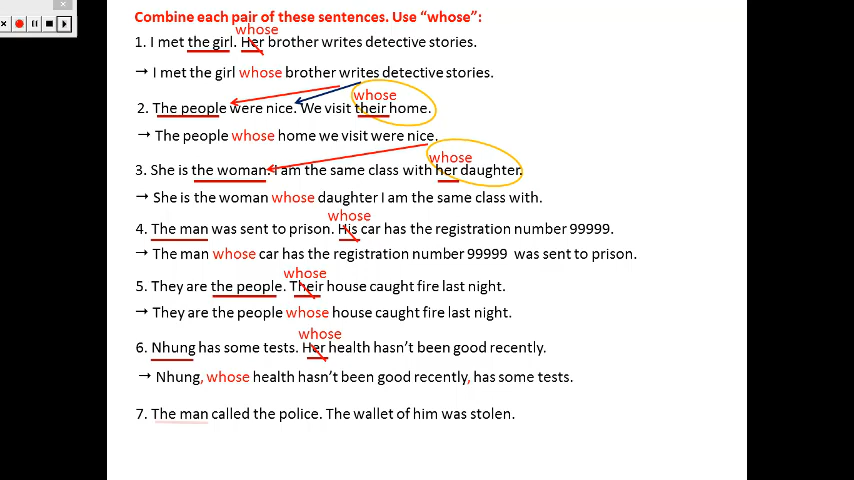 Combine each pair of these sentences. Use “whose”:
whose
1. I met the girl. Her brother writes detective stories.
→ I met the girl whose brother writes detective stories.
whose
2. The people were nice. We visit their home.
→ The people whose home we visit were nice.
whose
3. She is the woman. I am the same class with her daughter.
→ She is the woman whose daughter I am the same class with.
whose
4. The man was sent to prison. His car has the registration number 99999.
→ The man whose car has the registration number 99999 was sent to prison.
whose
5. They are the people. Their house caught fire last night.
→ They are the people whose house caught fire last night.
whose
6. Nhung has some tests. Her health hasn’t been good recently.
→ Nhung, whose health hasn’t been good recently, has some tests.
7. The man called the police. The wallet of him was stolen.